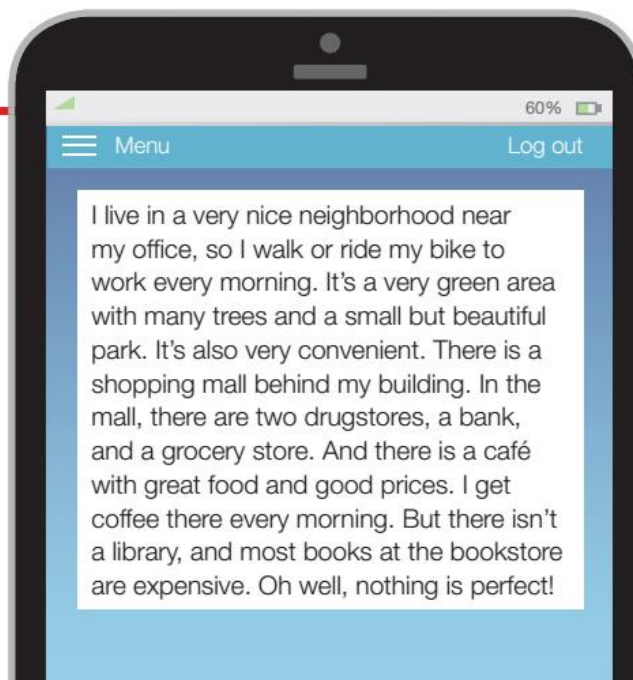 60%
Menu
Log out
I live in a very nice neighborhood near
my office, so I walk or ride my bike to
work every morning. It’s a very green area
with many trees and a small but beautiful
park. It’s also very convenient. There is a
shopping mall behind my building. In the
mall, there are two drugstores, a bank,
and a grocery store. And there is a café
with great food and good prices. I get
coffee there every morning. But there isn’t
a library, and most books at the bookstore
are expensive. Oh well, nothing is perfect!